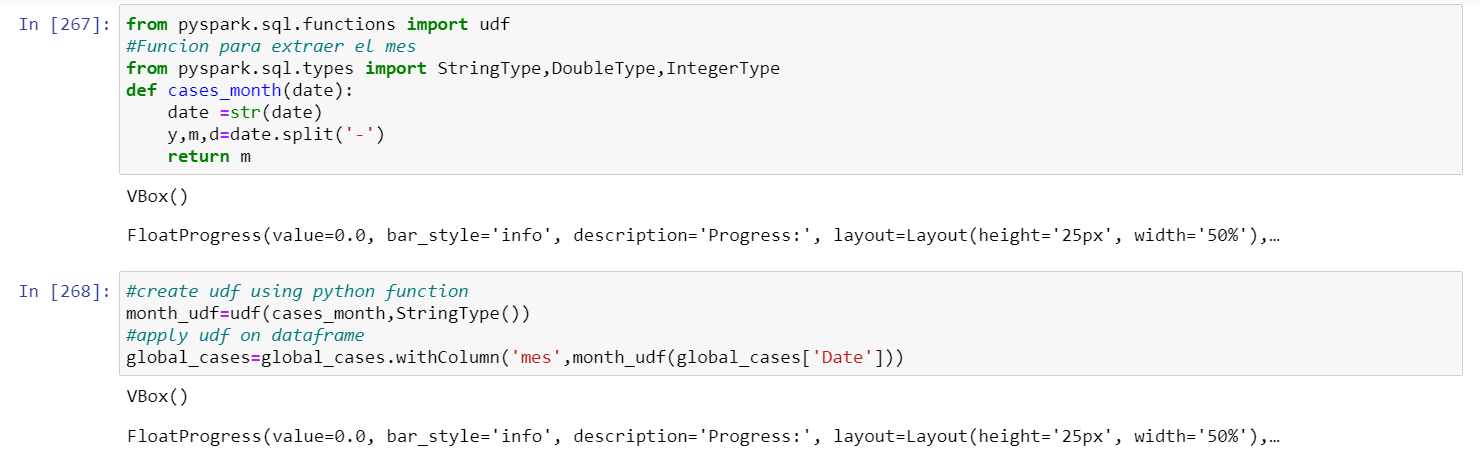 In [267]: from pyspark.sql.functions import udf
#Funcion para extraer el mes
from pyspark.sql.types import StringType,DoubleType,IntegerType
def cases_month(date):
    date =str(date)
    y,m,d=date.split('-')
    return m
VBox()
FloatProgress(value=0.0, bar_style='info', description='Progress:', layout=Layout(height='25px', width='50%'),…
In [268]: #create udf using python function
month_udf=udf(cases_month,StringType())
#apply udf on dataframe
global_cases=global_cases.withColumn('mes',month_udf(global_cases['Date']))
VBox()
FloatProgress(value=0.0, bar_style='info', description='Progress:', layout=Layout(height='25px', width='50%'),…